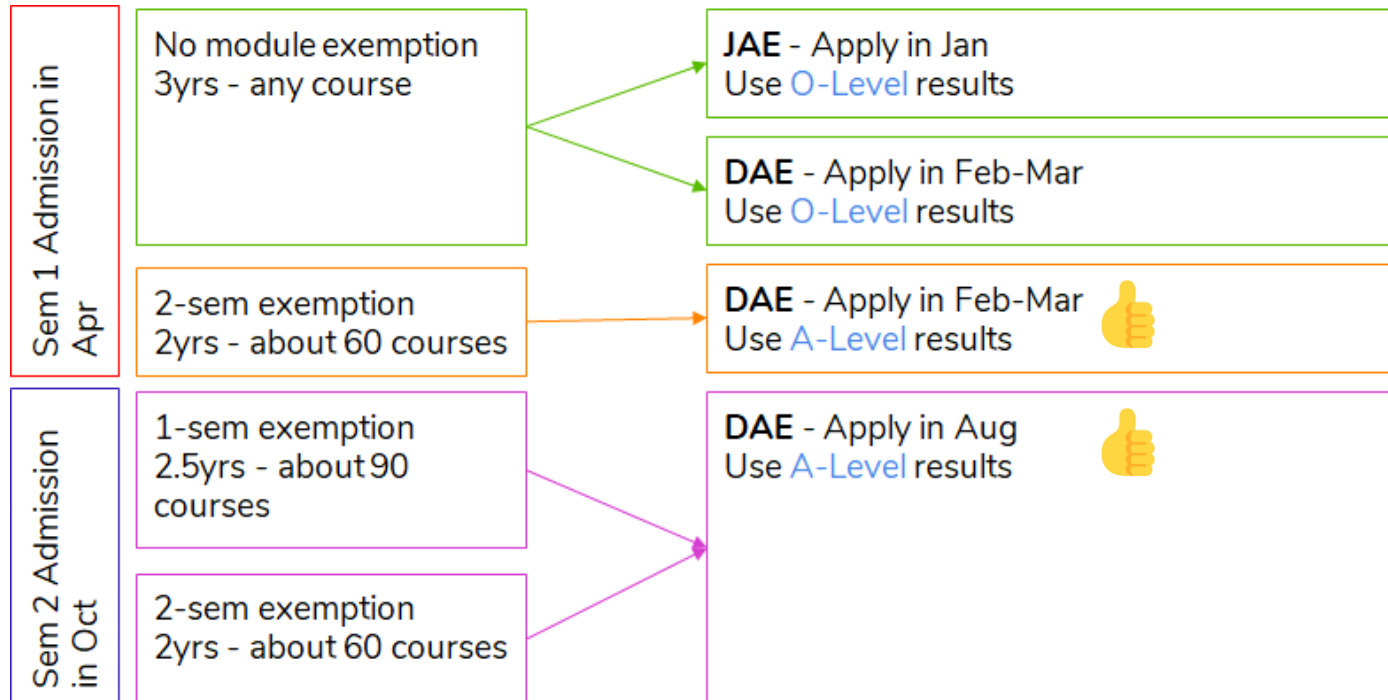 Sem 1 Admission in
Apr
No module exemption
3yrs - any course
JAE - Apply in Jan
Use O-Level results
DAE - Apply in Feb-Mar
Use O-Level results
2-sem exemption
2yrs - about 60 courses
DAE - Apply in Feb-Mar
Use A-Level results
Sem 2 Admission
in Oct
1-sem exemption
2.5yrs - about 90
courses
2-sem exemption
2yrs - about 60 courses
DAE - Apply in Aug
Use A-Level results